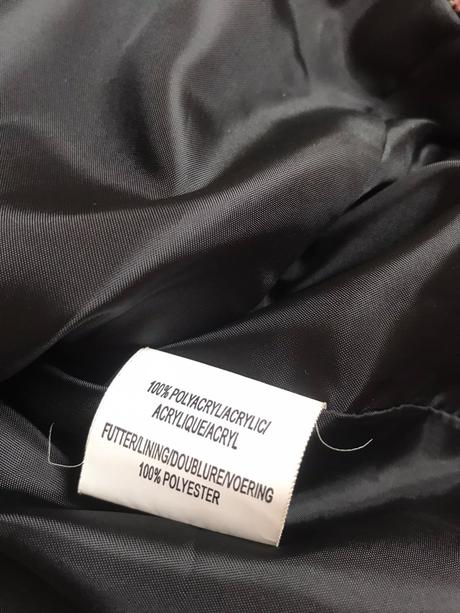 100% POLYACRYL/ACRYLIC/
ACRYLIQUE/ACRYL
FUTTER/LINING/DOUBLURE/VOERING
100% POLYESTER